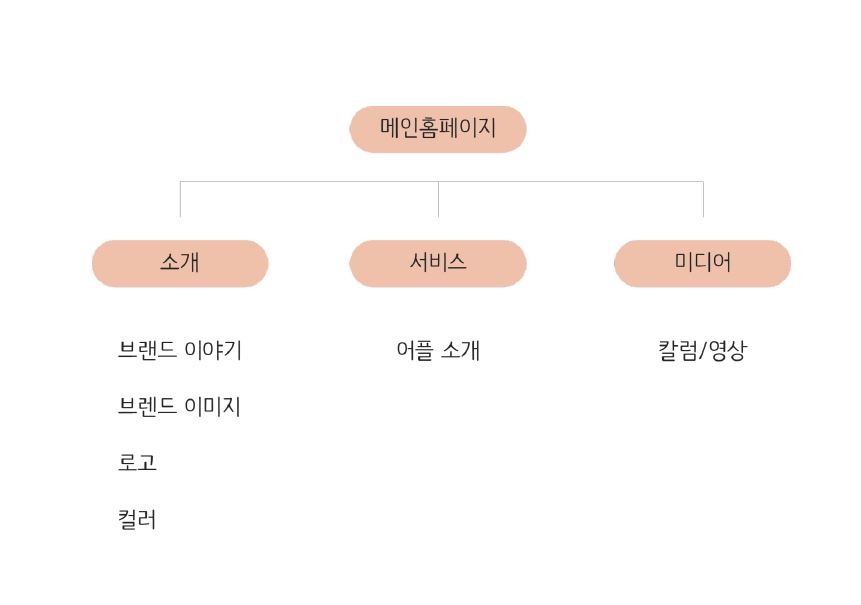 메인홈페이지
소개
서비스
미디어
브랜드 이야기
어플 소개
칼럼/영상
브렌드 이미지
로고
컬러